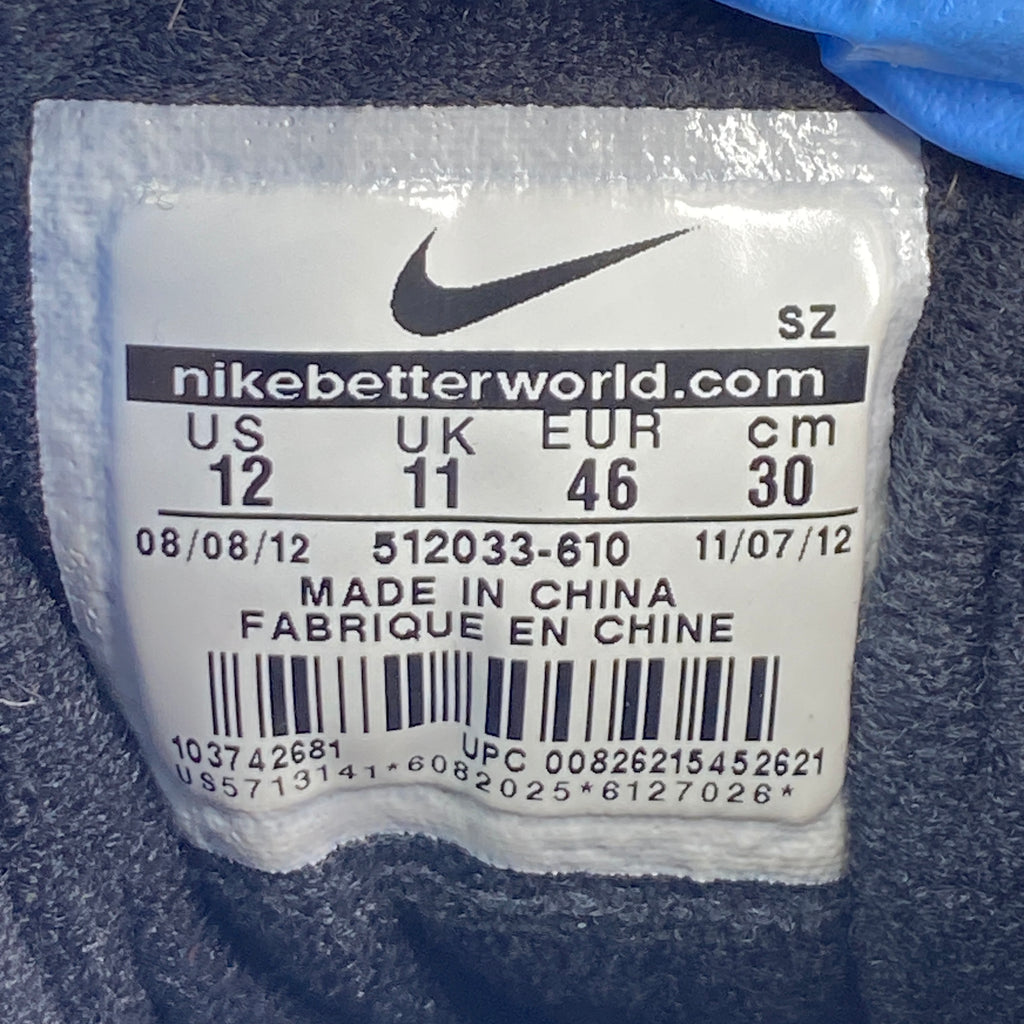 SZ
nikebetterworld.com
US UK EUR cm
12 11 46 30
08/08/12 512033-610 11/07/12
MADE IN CHINA
FABRIQUE EN CHINE
103742681 UPC 00826215452621
US5713141*6082025*6127026*